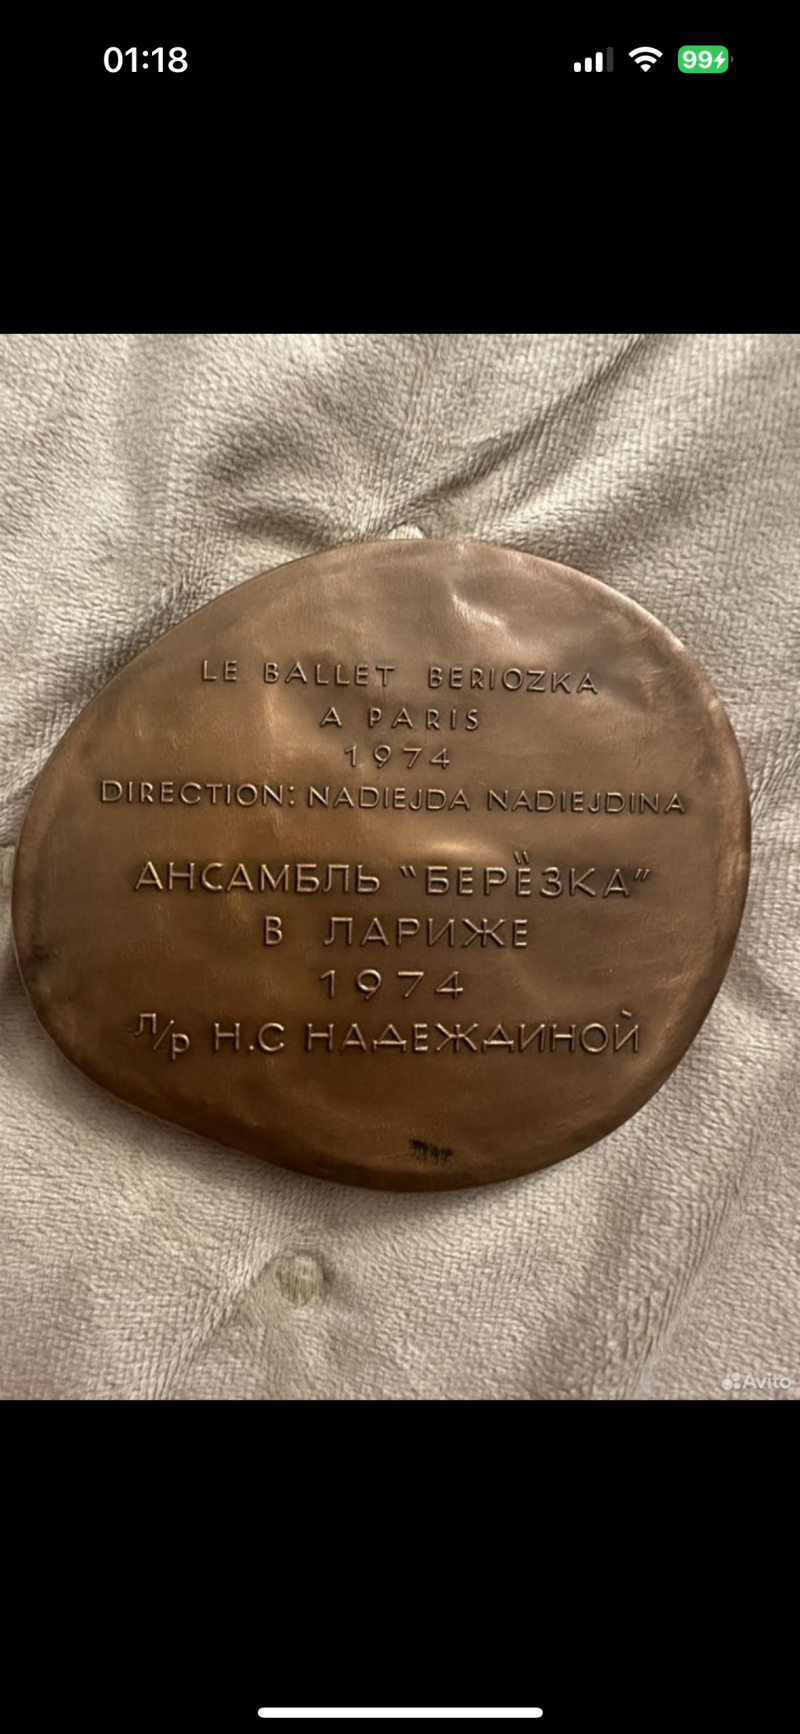 01:18
99
LE BALLET BERIOZKA
A PARIS
1974
DIRECTION: NADIEJDA NADIEJDINA
АНСАМБЛЬ "БЕРЁЗКА"
В ПАРИЖЕ
1974
п/р Н.С НАДЕЖДИНОЙ
Avito